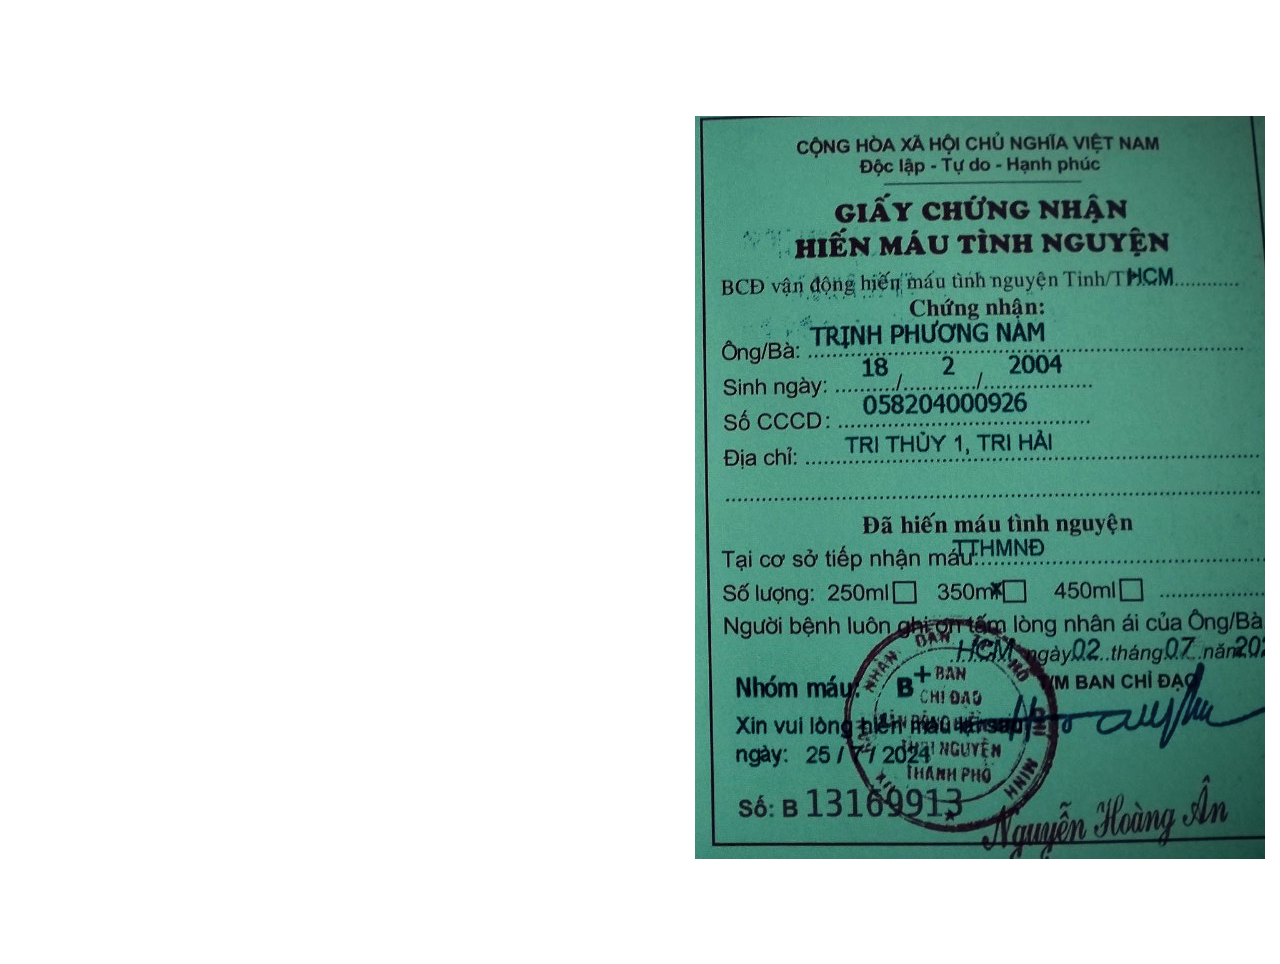 CỘNG HÒA XÃ HỘI CHỦ NGHĨA VIỆT NAM
Độc lập - Tự do - Hạnh phúc
GIẤY CHỨNG NHẬN
HIẾN MÁU TÌNH NGUYỆN
BCĐ vận động hiến máu tình nguyện Tỉnh/TP HCM
Chứng nhận:
Ông/Bà: TRỊNH PHƯƠNG NAM
Sinh ngày: 18 / 2 / 2004
Số CCCD: 058204000926
Địa chỉ: TRI THỦY 1, TRI HẢI
Đã hiến máu tình nguyện
Tại cơ sở tiếp nhận máu: TTHMNĐ
Số lượng: 250ml 350ml x 450ml
Người bệnh luôn ghi ơn tấm lòng nhân ái của Ông/Bà
HCM ngày 02 tháng 07 năm
T/M BAN CHỈ ĐẠO
Nhóm máu: B+
Xin vui lòng hiến máu lại sau
ngày: 25 / 7 / 2024
Số: B 13169913
BAN
CHỈ ĐẠO
VẬN ĐỘNG HIẾN MÁU
TÌNH NGUYỆN
THÀNH PHỐ
Nguyễn Hoàng Ân